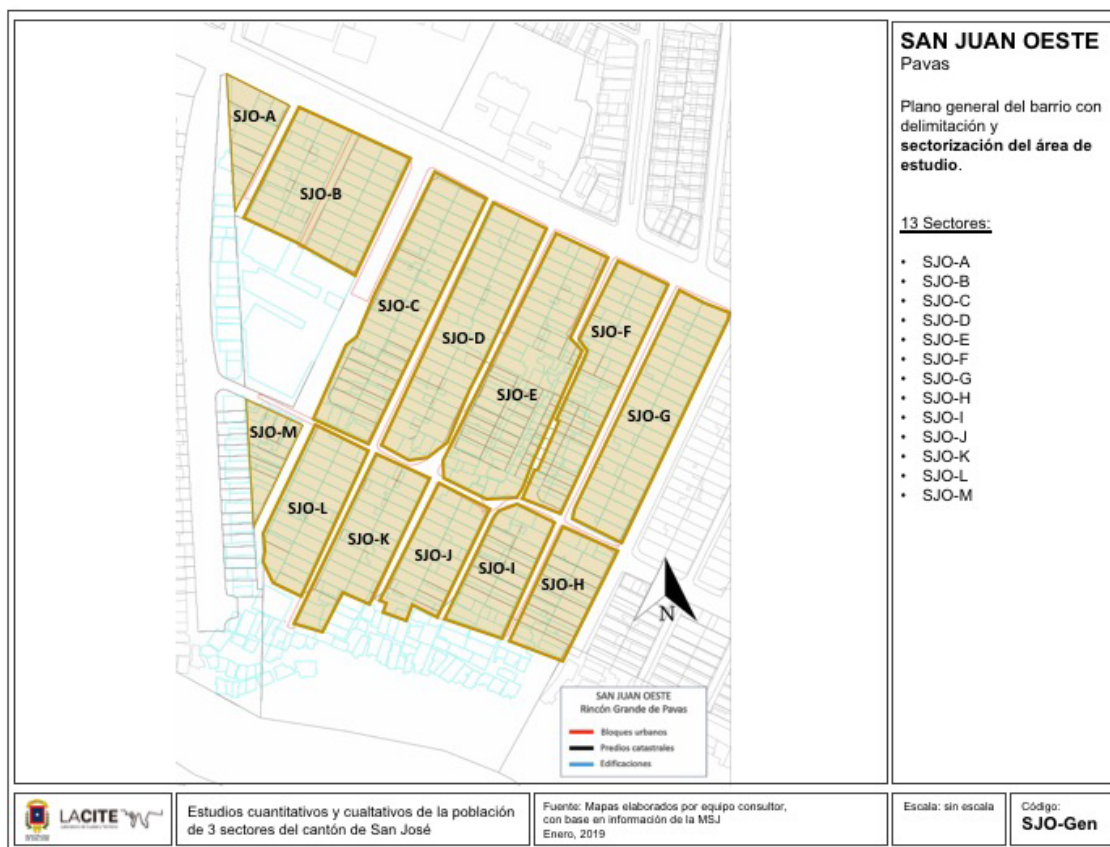 SAN JUAN OESTE
Pavas
Plano general del barrio con
delimitación y
sectorización del área de
estudio.
13 Sectores:
• SJO-A
• SJO-B
• SJO-C
• SJO-D
• SJO-E
• SJO-F
• SJO-G
• SJO-H
• SJO-I
• SJO-J
• SJO-K
• SJO-L
• SJO-M
SJO-A
SJO-B
SJO-C
SJO-D
SJO-E
SJO-F
SJO-G
SJO-M
SJO-L
SJO-K
SJO-J
SJO-I
SJO-H
N
SAN JUAN OESTE
Rincón Grande de Pavas
Bloques urbanos
Predios catastrales
Edificaciones
LACITE
Estudios cuantitativos y cualtativos de la población
de 3 sectores del cantón de San José
Fuente: Mapas elaborados por equipo consultor,
con base en información de la MSJ
Enero, 2019
Escala: sin escala
Código:
SJO-Gen